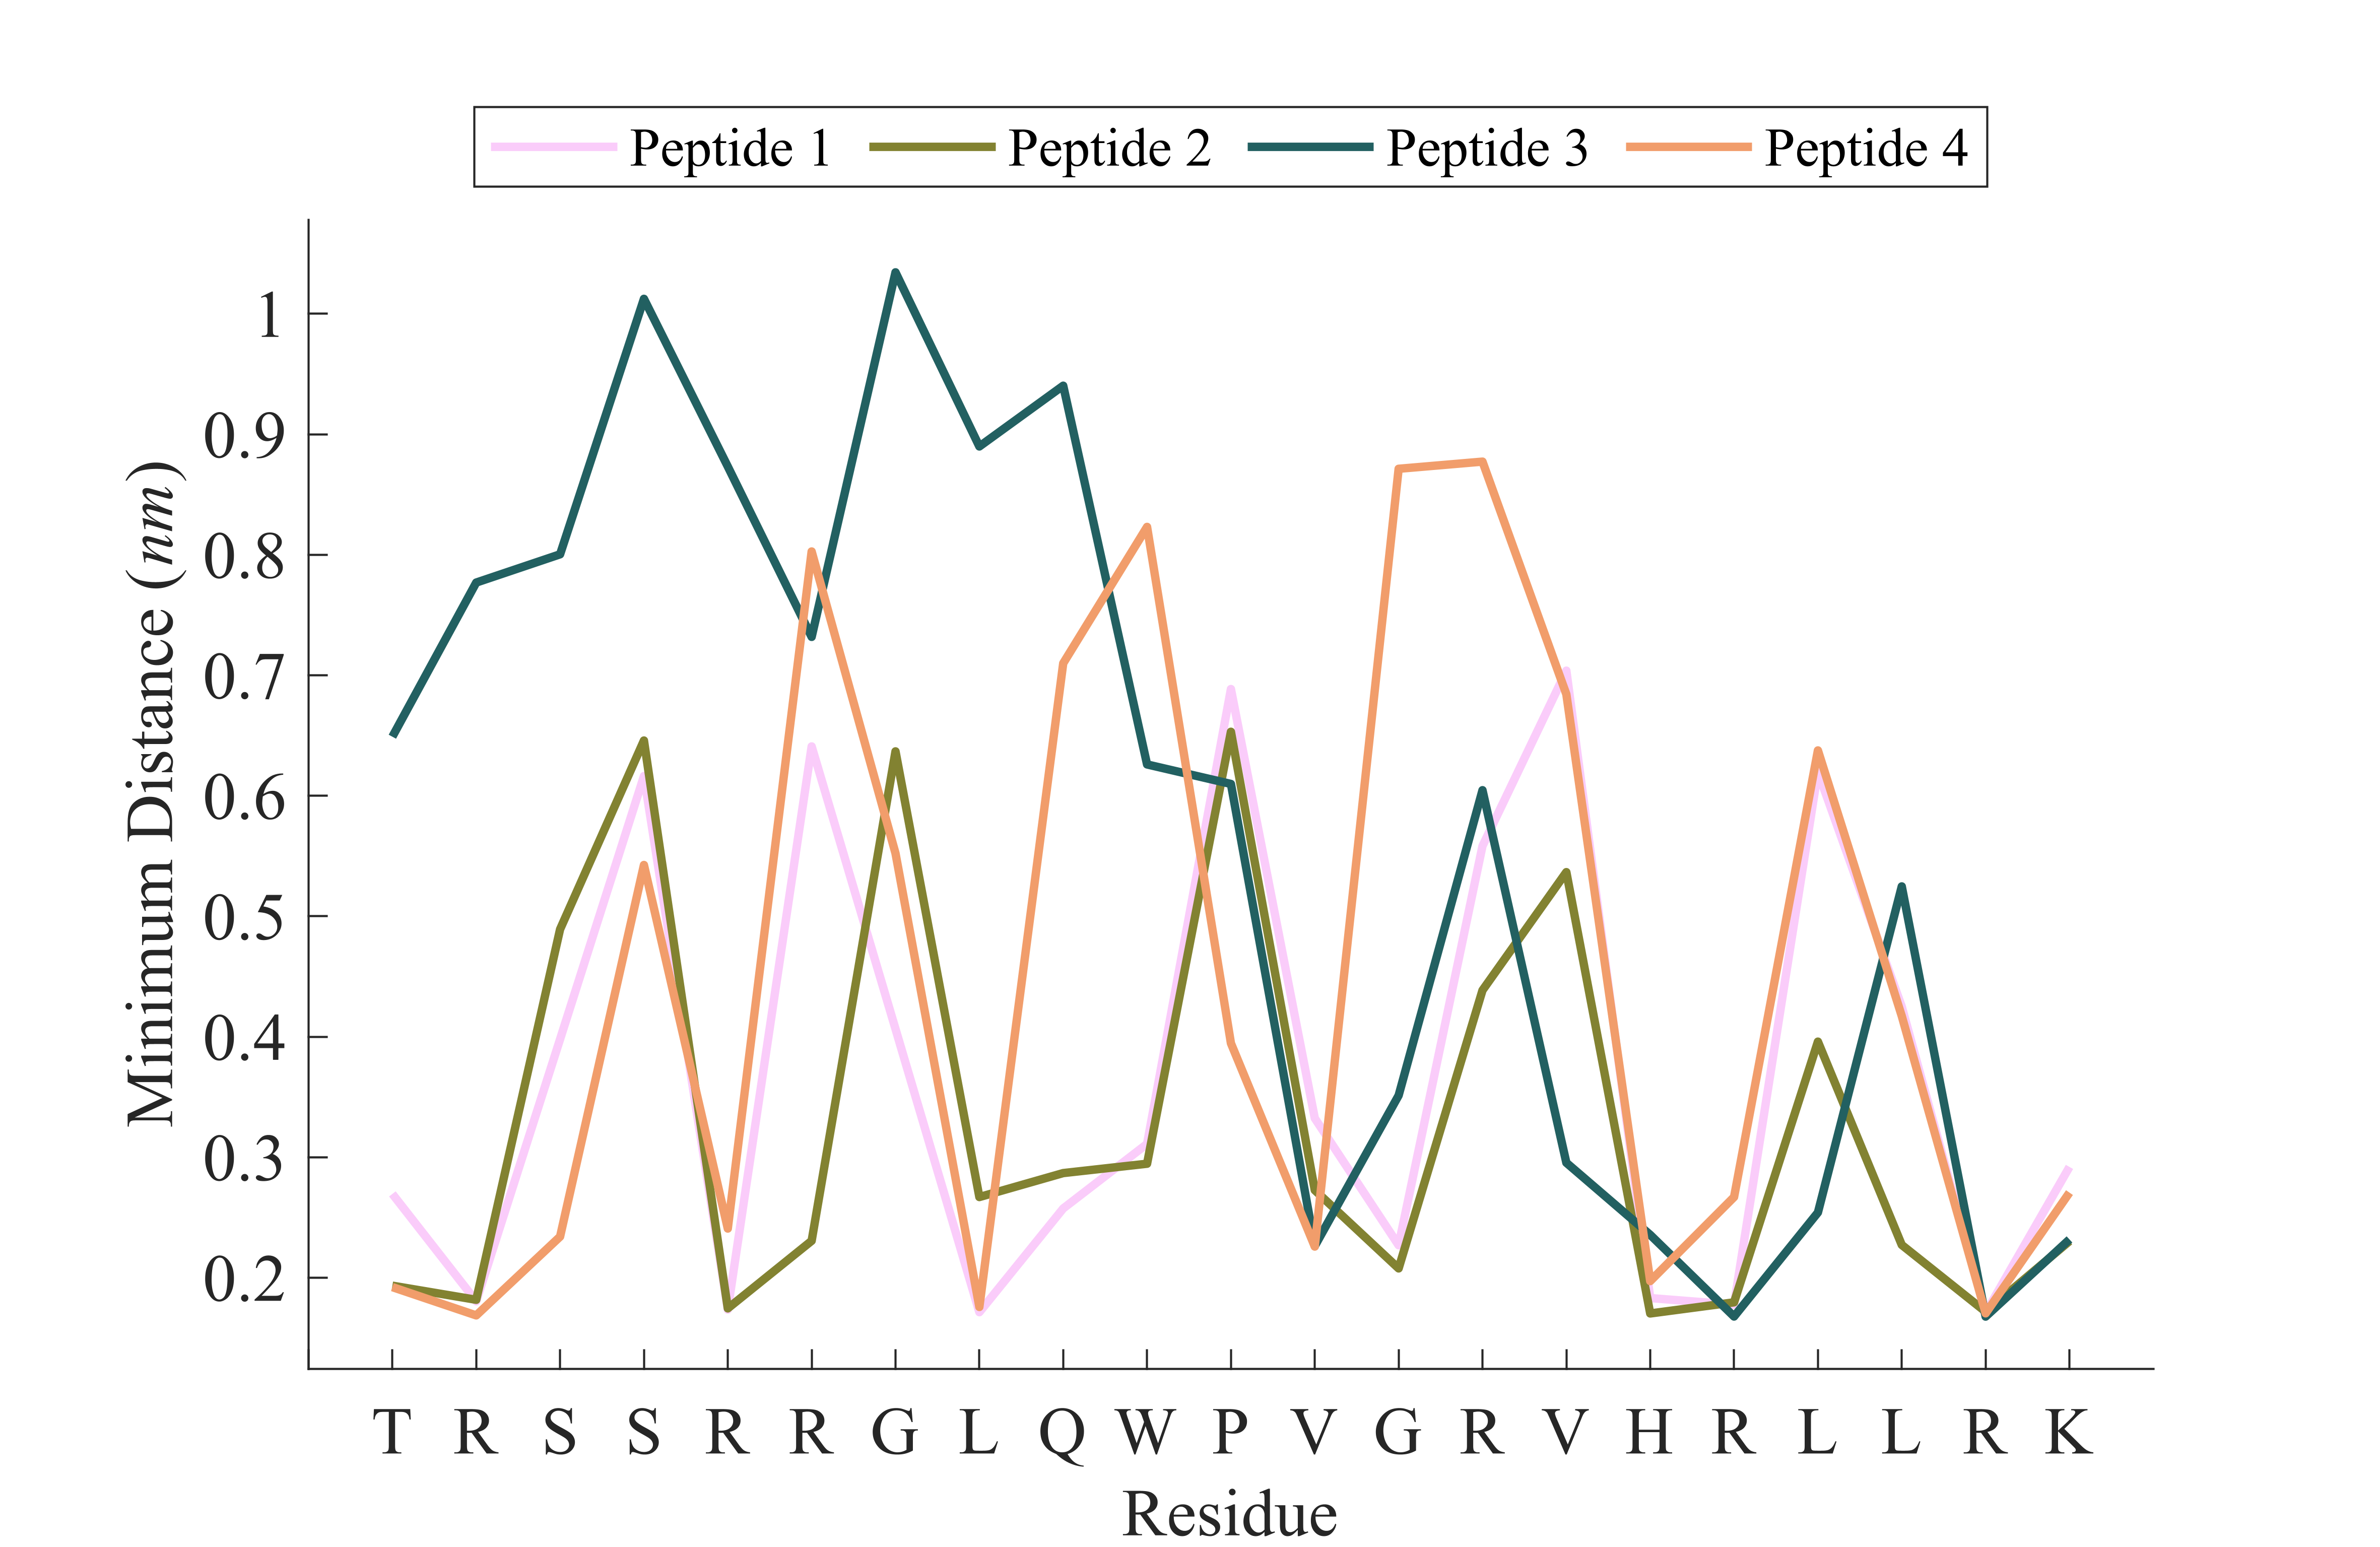 Peptide 1 Peptide 2 Peptide 3 Peptide 4
1
0.9
0.8
0.7
0.6
0.5
0.4
0.3
0.2
Minimum Distance (nm)
T R S S R R G L Q W P V G R V H R L L R K
Residue